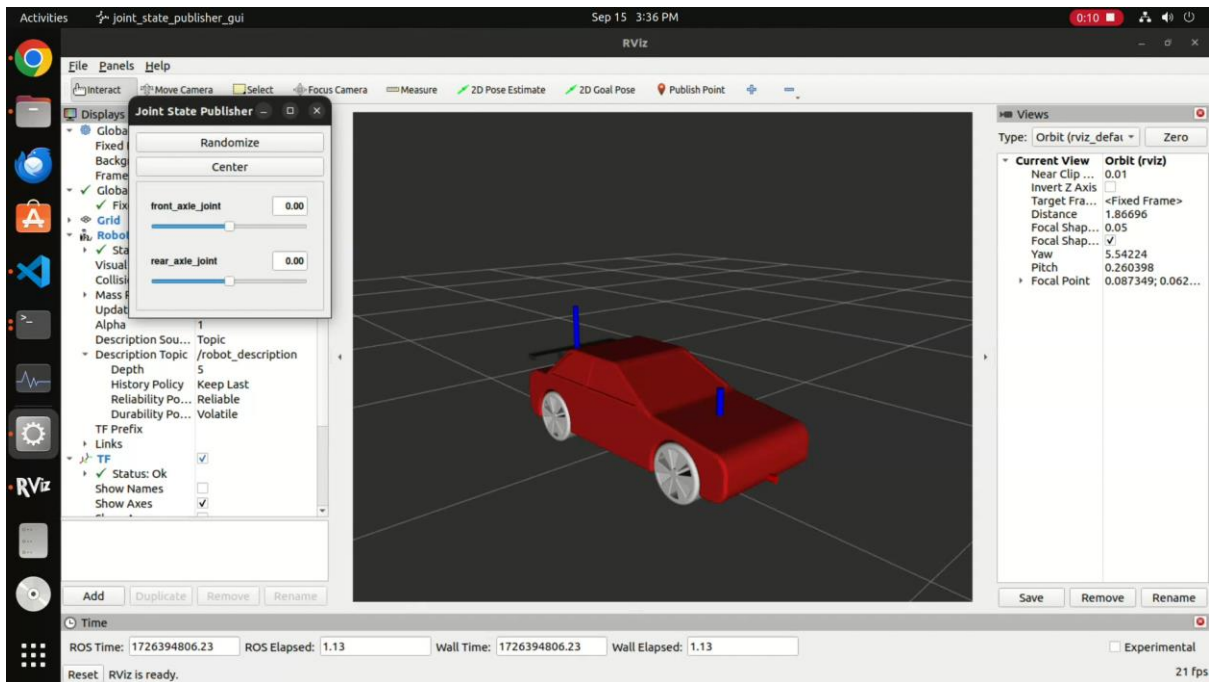 Activities joint_state_publisher_gui Sep 15 3:36 PM 0:10
RViz
File Panels Help
Interact Move Camera Select Focus Camera Measure 2D Pose Estimate 2D Goal Pose Publish Point
Displays
Globa
Fixed
Backg
Frame
Globa
Fix
Grid
Robot
Sta
Visual
Collisi
Mass
Updat
Alpha 1
Description Sou... Topic
Description Topic /robot_description
Depth 5
History Policy Keep Last
Reliability Po... Reliable
Durability Po... Volatile
TF Prefix
Links
TF
Status: Ok
Show Names
Show Axes
Add Duplicate Remove Rename
Joint State Publisher
Randomize
Center
front_axle_joint 0.00
rear_axle_joint 0.00
Views
Type: Orbit (rviz_defau Zero
Current View Orbit (rviz)
Near Clip ... 0.01
Invert Z Axis
Target Fra... <Fixed Frame>
Distance 1.86696
Focal Shap... 0.05
Focal Shap...
Yaw 5.54224
Pitch 0.260398
Focal Point 0.087349; 0.062...
Save Remove Rename
RViz
Time
ROS Time: 1726394806.23 ROS Elapsed: 1.13 Wall Time: 1726394806.23 Wall Elapsed: 1.13 Experimental
Reset RViz is ready. 21 fps